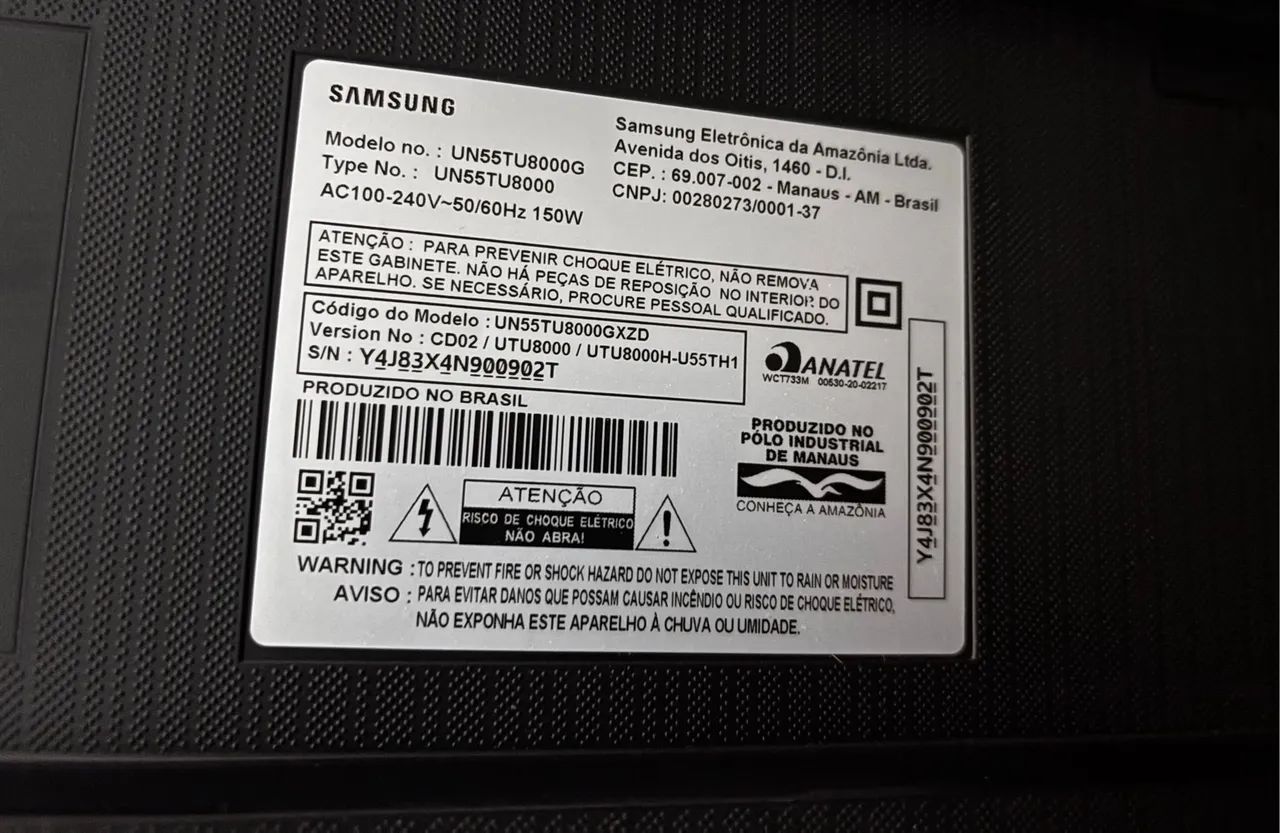 SAMSUNG
Modelo no. : UN55TU8000G
Type No. : UN55TU8000
AC100-240V~50/60Hz 150W
Samsung Eletrônica da Amazônia Ltda.
Avenida dos Oitis, 1460 - D.I.
CEP. : 69.007-002 - Manaus - AM - Brasil
CNPJ: 00280273/0001-37
ATENÇÃO : PARA PREVENIR CHOQUE ELÉTRICO, NÃO REMOVA
ESTE GABINETE. NÃO HÁ PEÇAS DE REPOSIÇÃO NO INTERIOR DO
APARELHO. SE NECESSÁRIO, PROCURE PESSOAL QUALIFICADO.
Código do Modelo : UN55TU8000GXZD
Version No : CD02 / UTU8000 / UTU8000H-U55TH1
S/N : Y4J83X4N900902T
PRODUZIDO NO BRASIL
ANATEL
WCT733M 00630-20-02217
PRODUZIDO NO
PÓLO INDUSTRIAL
DE MANAUS
CONHEÇA A AMAZÔNIA
Y4J83X4N900902T
ATENÇÃO
RISCO DE CHOQUE ELÉTRICO
NÃO ABRA!
WARNING : TO PREVENT FIRE OR SHOCK HAZARD DO NOT EXPOSE THIS UNIT TO RAIN OR MOISTURE
AVISO : PARA EVITAR DANOS QUE POSSAM CAUSAR INCÊNDIO OU RISCO DE CHOQUE ELÉTRICO,
NÃO EXPONHA ESTE APARELHO À CHUVA OU UMIDADE.